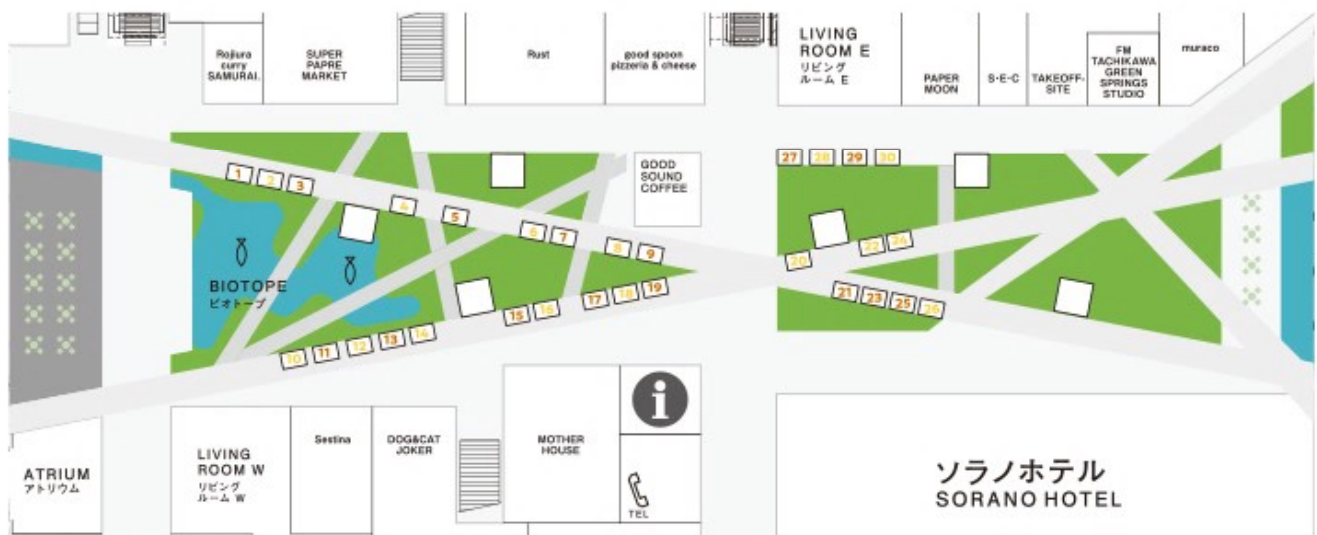 Rojiura
curry
SAMURAI.
SUPER
PAPRE
MARKET
Rust
good spoon
pizzeria & cheese
LIVING
ROOM E
リビング
ルーム E
PAPER
MOON
S・E・C
TAKEOFF-
SITE
FM
TACHIKAWA
GREEN
SPRINGS
STUDIO
muraco
GOOD
SOUND
COFFEE
1
2
3
4
5
6
7
8
9
27
28
29
30
20
22
24
21
23
25
26
BIOTOPE
ビオトープ
10
11
12
13
14
15
16
17
18
19
ATRIUM
アトリウム
LIVING
ROOM W
リビング
ルーム W
Sestina
DOG&CAT
JOKER
MOTHER
HOUSE
i
TEL
ソラノホテル
SORANO HOTEL